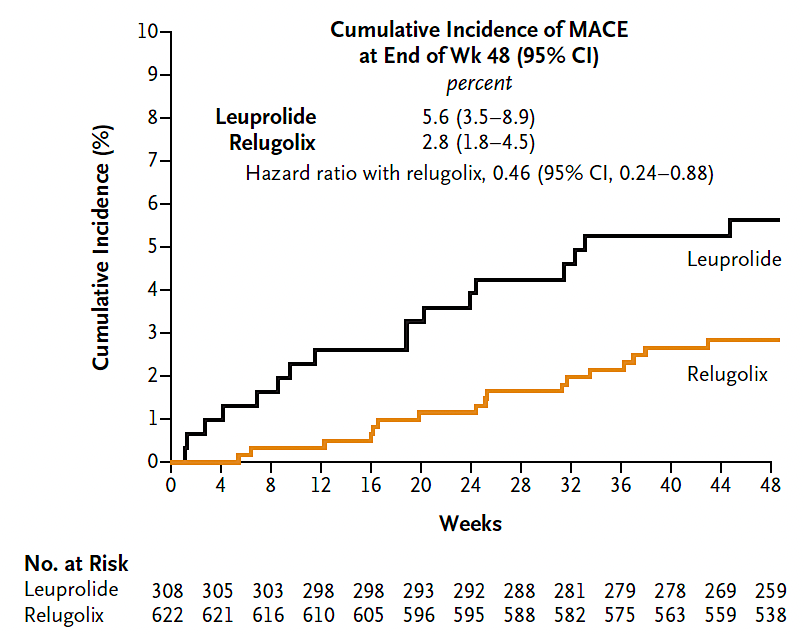 Cumulative Incidence of MACE
at End of Wk 48 (95% CI)
percent
Leuprolide 5.6 (3.5–8.9)
Relugolix 2.8 (1.8–4.5)
Hazard ratio with relugolix, 0.46 (95% CI, 0.24–0.88)
Cumulative Incidence (%)
10
9
8
7
6
5
4
3
2
1
0
Leuprolide
Relugolix
0 4 8 12 16 20 24 28 32 36 40 44 48
Weeks
No. at Risk
Leuprolide 308 305 303 298 298 293 292 288 281 279 278 269 259
Relugolix 622 621 616 610 605 596 595 588 582 575 563 559 538